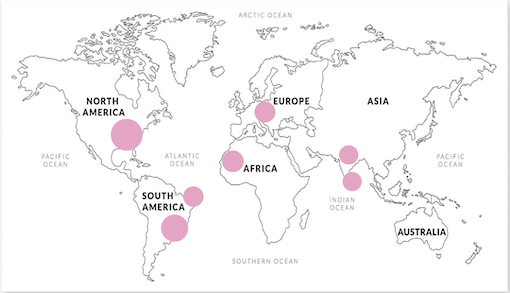 ARCTIC OCEAN
NORTH
AMERICA
EUROPE
ASIA
PACIFIC
OCEAN
ATLANTIC
OCEAN
PACIFIC
OCEAN
AFRICA
SOUTH
AMERICA
INDIAN
OCEAN
AUSTRALIA
SOUTHERN OCEAN